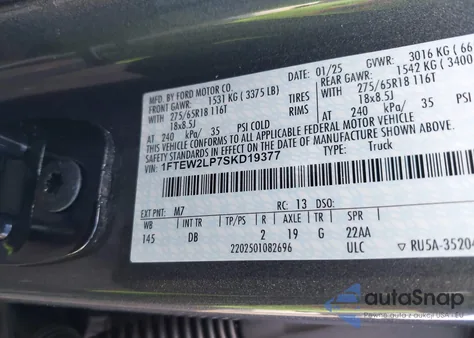 MFD. BY FORD MOTOR CO.
DATE: 01/25
GVWR: 3016 KG
FRONT GAWR: 1531 KG ( 3375 LB)
REAR GAWR: 1542 KG ( 3400
WITH 275/65R18 116T TIRES
WITH 275/65R18 116T
18x8.5J RIMS
18x8.5J
AT 240 kPa/ 35 PSI COLD
AT 240 kPa/ 35
THIS VEHICLE CONFORMS TO ALL APPLICABLE FEDERAL MOTOR VEHICLE
SAFETY STANDARDS IN EFFECT ON THE DATE OF MANUFACTURE SHOWN ABOVE.
VIN: 1FTEW2LP7SKD19377
TYPE: Truck
EXT PNT: M7 RC: 13 DSO:
WB INT TR TP/PS R AXLE TR SPR
145 DB 2 19 G 22AA
2202501082696 ULC
RU5A-3520
autoSnap